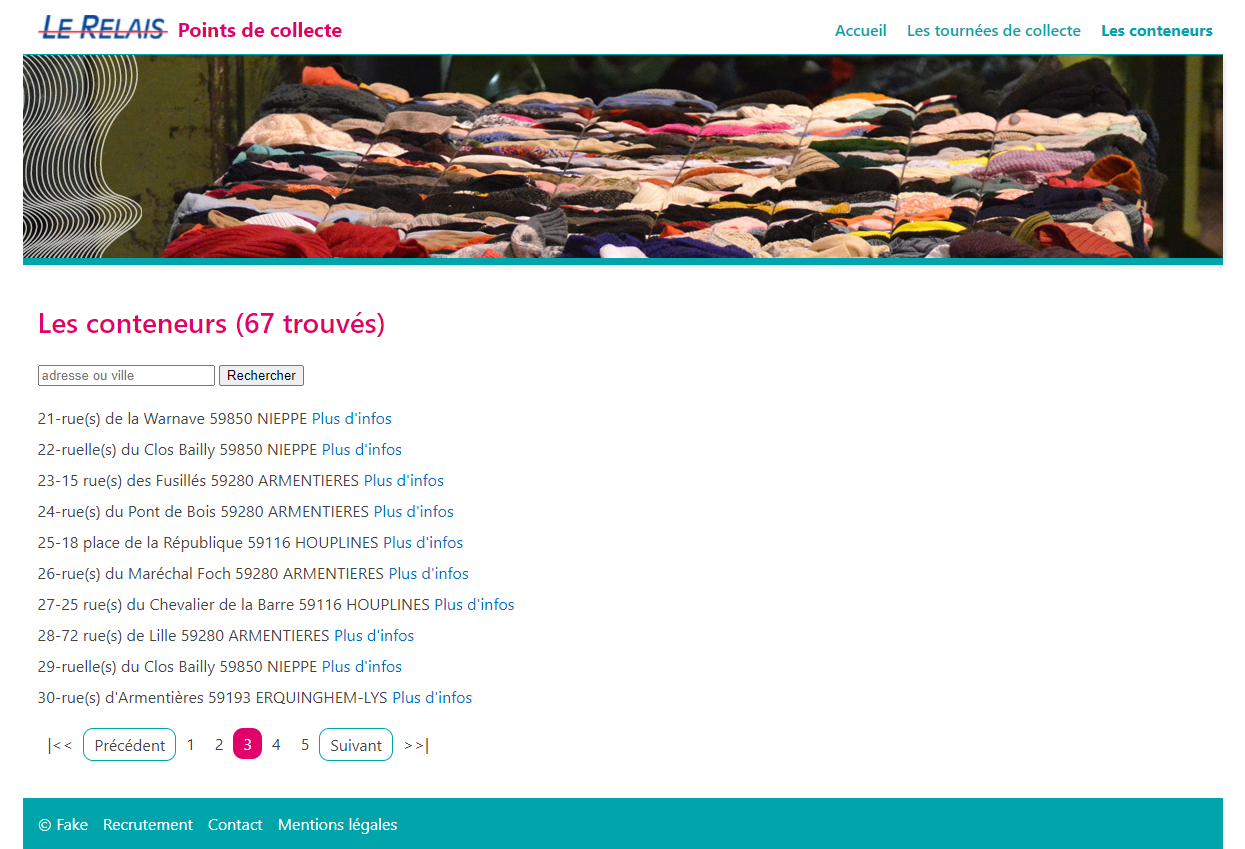 LE RELAIS Points de collecte Accueil Les tournées de collecte Les conteneurs
Les conteneurs (67 trouvés)
adresse ou ville Rechercher
21-rue(s) de la Warnave 59850 NIEPPE Plus d'infos
22-ruelle(s) du Clos Bailly 59850 NIEPPE Plus d'infos
23-15 rue(s) des Fusillés 59280 ARMENTIERES Plus d'infos
24-rue(s) du Pont de Bois 59280 ARMENTIERES Plus d'infos
25-18 place de la République 59116 HOUPLINES Plus d'infos
26-rue(s) du Maréchal Foch 59280 ARMENTIERES Plus d'infos
27-25 rue(s) du Chevalier de la Barre 59116 HOUPLINES Plus d'infos
28-72 rue(s) de Lille 59280 ARMENTIERES Plus d'infos
29-ruelle(s) du Clos Bailly 59850 NIEPPE Plus d'infos
30-rue(s) d'Armentières 59193 ERQUINGHEM-LYS Plus d'infos
|<< Précédent 1 2 3 4 5 Suivant >>|
© Fake Recrutement Contact Mentions légales